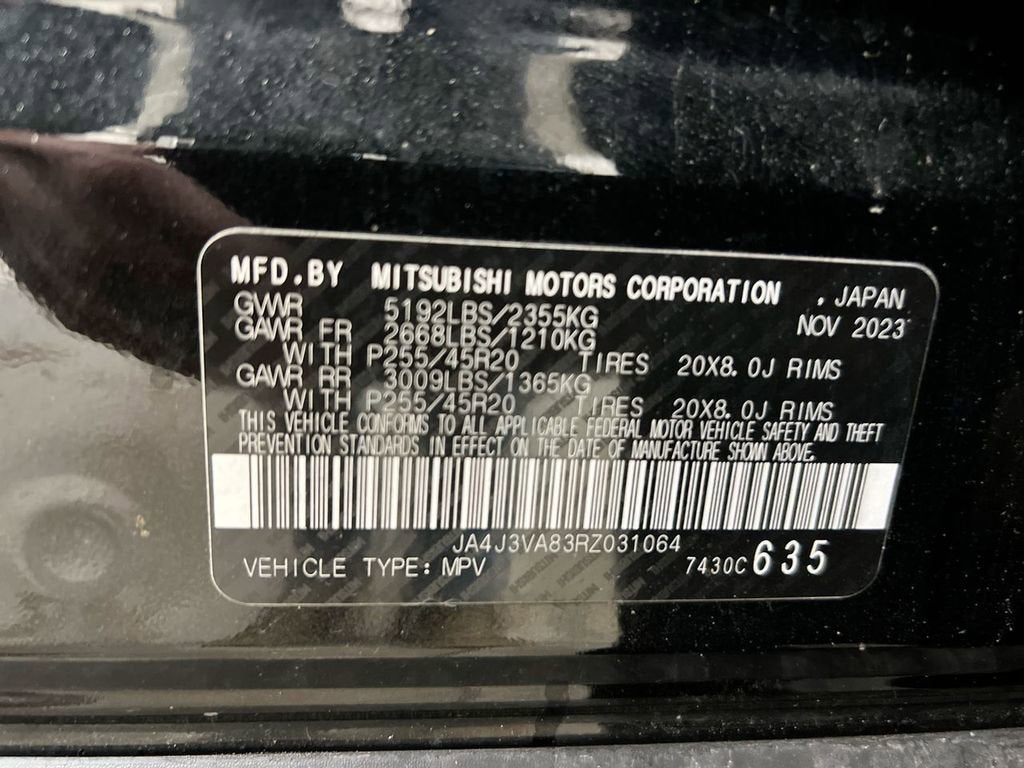 MFD.BY MITSUBISHI MOTORS CORPORATION , JAPAN
GVWR 5192LBS/2355KG NOV 2023
GAWR FR 2668LBS/1210KG
WITH P255/45R20 TIRES 20X8.0J RIMS
GAWR RR 3009LBS/1365KG
WITH P255/45R20 TIRES 20X8.0J RIMS
THIS VEHICLE CONFORMS TO ALL APPLICABLE FEDERAL MOTOR VEHICLE SAFETY AND THEFT
PREVENTION STANDARDS IN EFFECT ON THE DATE OF MANUFACTURE SHOWN ABOVE.
JA4J3VA83RZ031064
VEHICLE TYPE: MPV 7430C 635